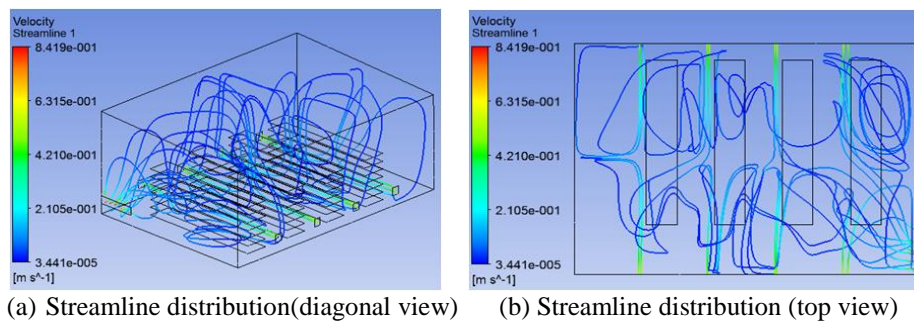 Velocity
Streamline 1
8.419e-001
6.315e-001
4.210e-001
2.105e-001
3.441e-005
[m s^-1]
(a) Streamline distribution(diagonal view)
Velocity
Streamline 1
8.419e-001
6.315e-001
4.210e-001
2.105e-001
3.441e-005
[m s^-1]
(b) Streamline distribution (top view)